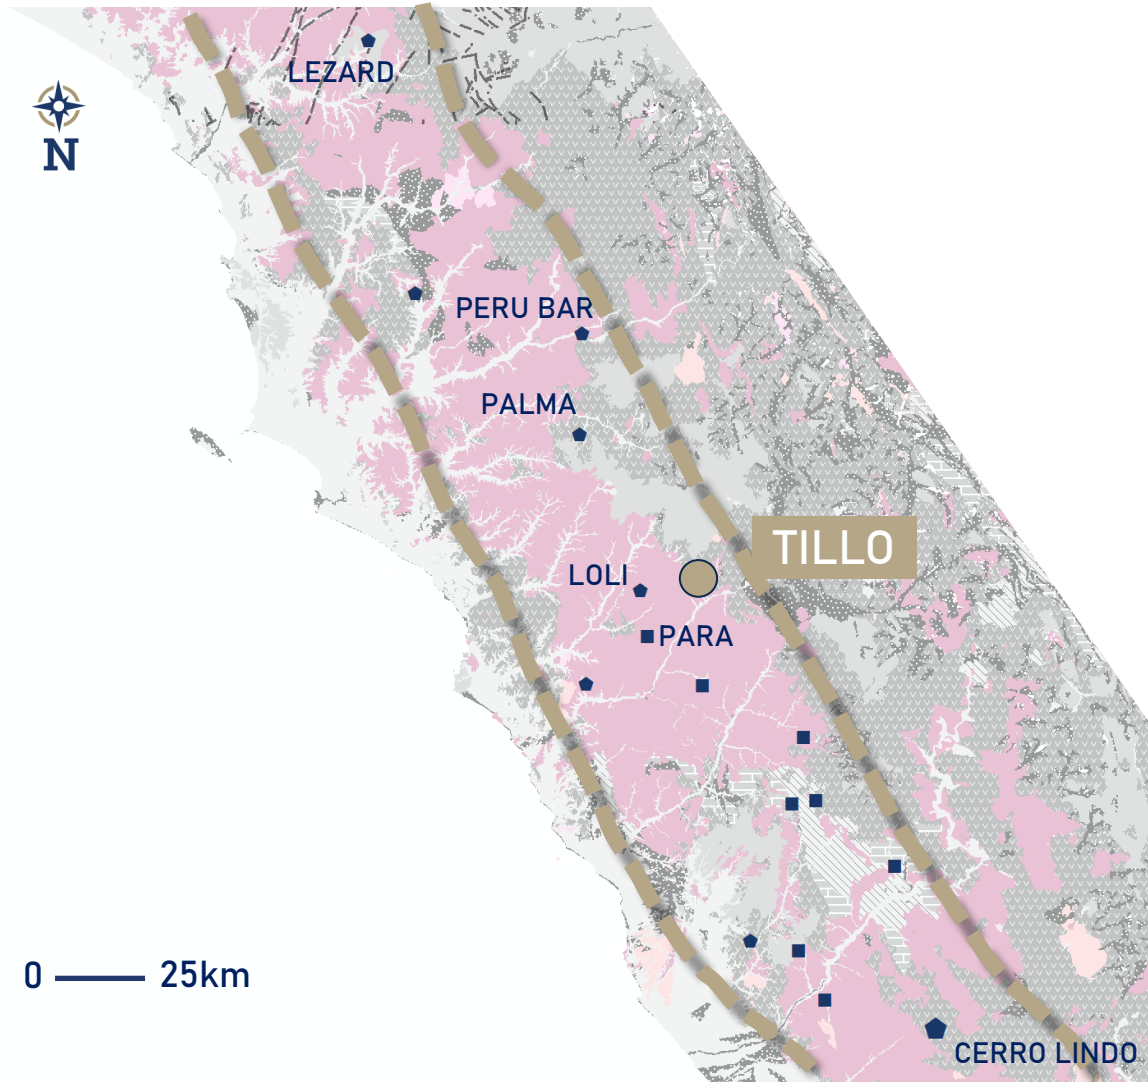 LEZARD
N
PERU BAR
PALMA
TILLO
LOLI
PARA
0 25km
CERRO LINDO